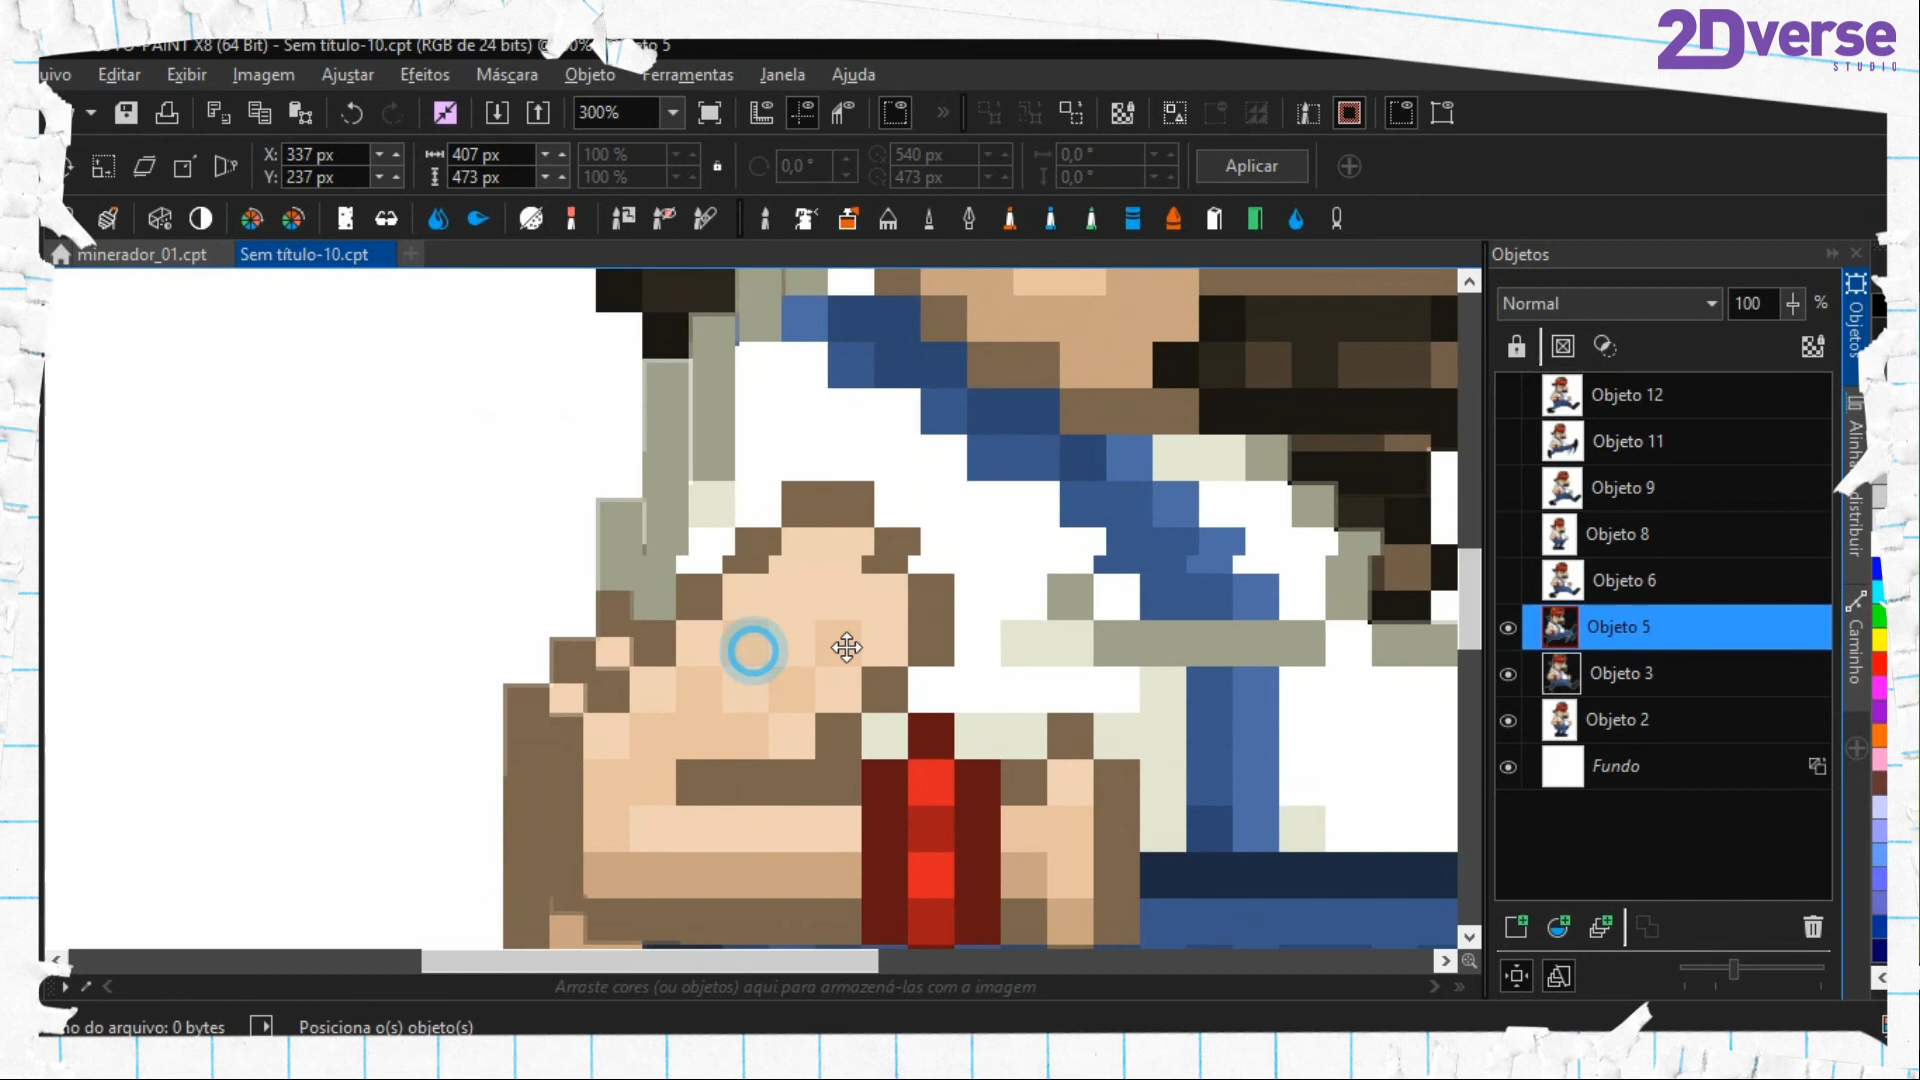 2Dverse
STUDIO
PAINT X8 (64 Bit) - Sem título-10.cpt (RGB de 24 bits) @
5
uivo Editar Exibir Imagem Ajustar Efeitos Máscara Objeto Ferramentas Janela Ajuda
300%
X: 337 px 407 px 100 % 0,0 ° 540 px 0,0 ° Aplicar
Y: 237 px 473 px 100 % 473 px 0,0 °
minerador_01.cpt Sem título-10.cpt
Objetos
Normal 100 %
Objeto 12
Objeto 11
Objeto 9
Objeto 8
Objeto 6
Objeto 5
Objeto 3
Objeto 2
Fundo
Objetos
Alinha
distribuir
Caminho
Arraste cores (ou objetos) aqui para armazená-las com a imagem
ho do arquivo: 0 bytes Posiciona o(s) objeto(s)